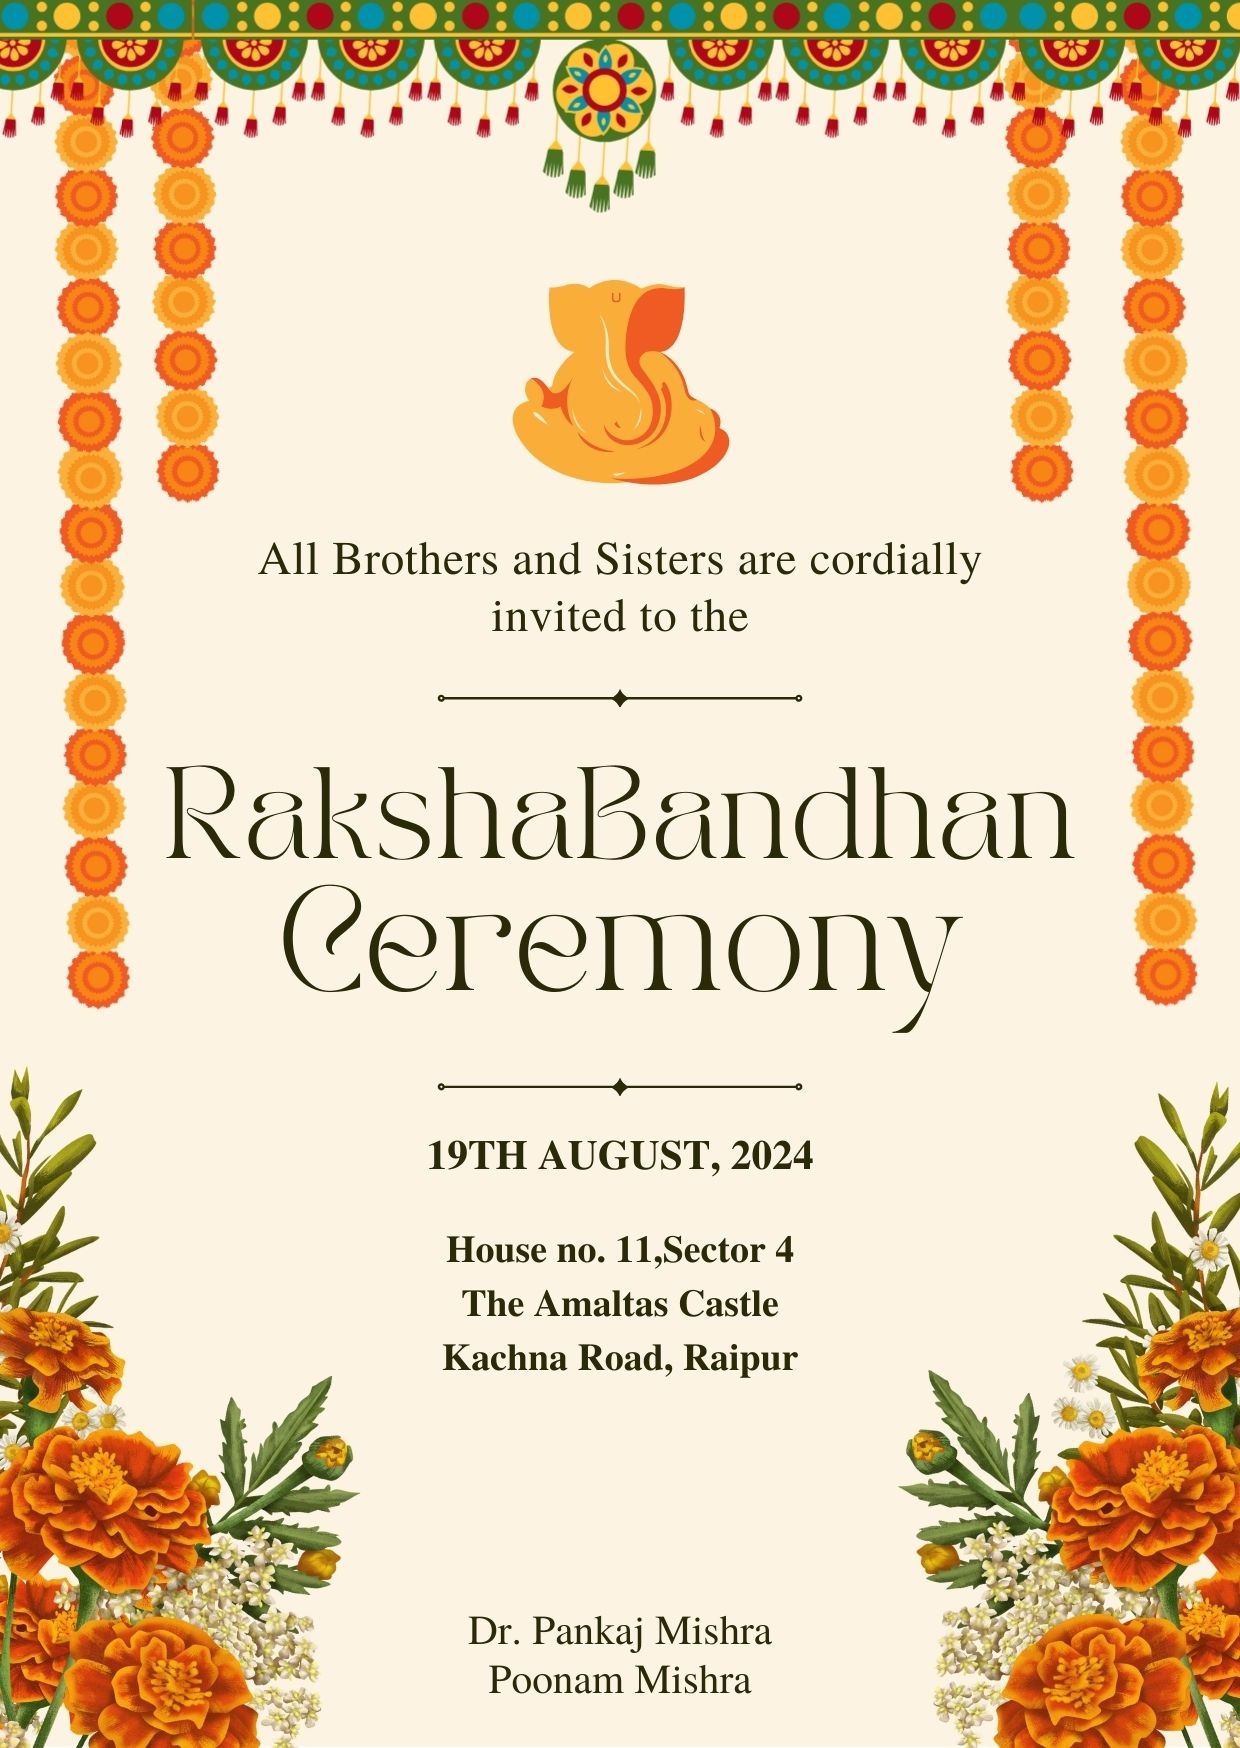 All Brothers and Sisters are cordially
invited to the
RakshaBandhan
Ceremony
19TH AUGUST, 2024
House no. 11,Sector 4
The Amaltas Castle
Kachna Road, Raipur
Dr. Pankaj Mishra
Poonam Mishra